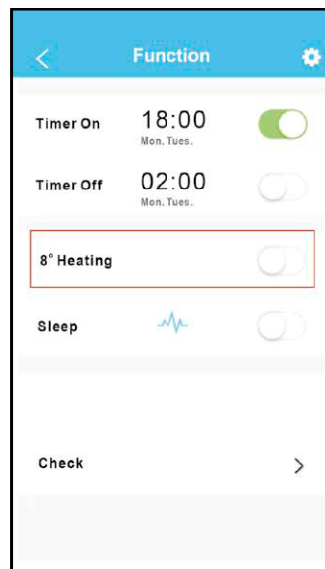 Function
Timer On 18:00
Mon. Tues.
Timer Off 02:00
Mon. Tues.
8° Heating
Sleep
Check